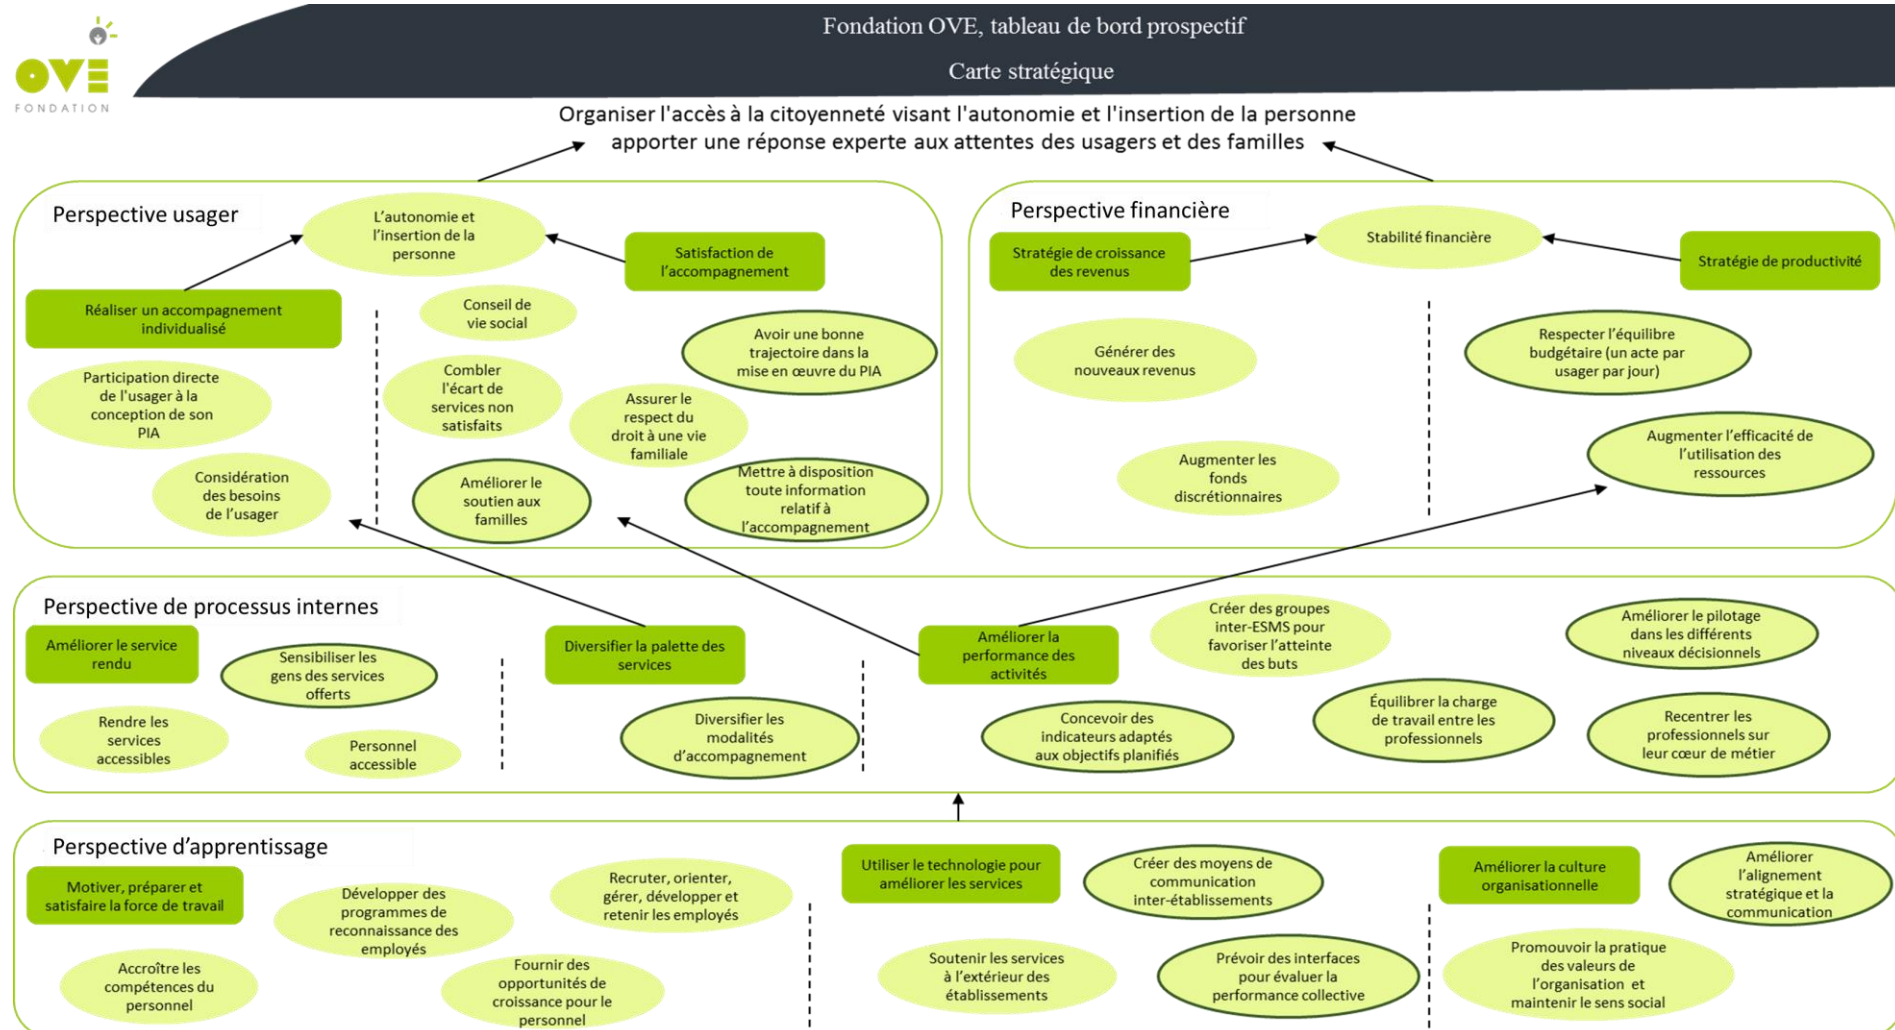 Fondation OVE, tableau de bord prospectif
Carte stratégique
OVE
FONDATION
Organiser l'accès à la citoyenneté visant l'autonomie et l'insertion de la personne
apporter une réponse experte aux attentes des usagers et des familles
Perspective usager
L'autonomie et
l'insertion de la
personne
Satisfaction de
l'accompagnement
Réaliser un accompagnement
individualisé
Conseil de
vie social
Avoir une bonne
trajectoire dans la
mise en œuvre du PIA
Participation directe
de l'usager à la
conception de son
PIA
Combler
l'écart de
services non
satisfaits
Assurer le
respect du
droit à une vie
familiale
Considération
des besoins
de l'usager
Améliorer le
soutien aux
familles
Mettre à disposition
toute information
relatif à
l'accompagnement
Perspective financière
Stratégie de croissance
des revenus
Stabilité financière
Stratégie de productivité
Générer des
nouveaux revenus
Respecter l'équilibre
budgétaire (un acte par
usager par jour)
Augmenter les
fonds
discrétionnaires
Augmenter l'efficacité de
l'utilisation des
ressources
Perspective de processus internes
Améliorer le service
rendu
Sensibiliser les
gens des services
offerts
Rendre les
services
accessibles
Personnel
accessible
Diversifier la palette des
services
Diversifier les
modalités
d'accompagnement
Améliorer la
performance des
activités
Créer des groupes
inter-ESMS pour
favoriser l'atteinte
des buts
Améliorer le pilotage
dans les différents
niveaux décisionnels
Concevoir des
indicateurs adaptés
aux objectifs planifiés
Équilibrer la charge
de travail entre les
professionnels
Recentrer les
professionnels sur
leur cœur de métier
Perspective d'apprentissage
Motiver, préparer et
satisfaire la force de travail
Développer des
programmes de
reconnaissance des
employés
Recruter, orienter,
gérer, développer et
retenir les employés
Accroître les
compétences du
personnel
Fournir des
opportunités de
croissance pour le
personnel
Utiliser le technologie pour
améliorer les services
Créer des moyens de
communication
inter-établissements
Soutenir les services
à l'extérieur des
établissements
Prévoir des interfaces
pour évaluer la
performance collective
Améliorer la culture
organisationnelle
Améliorer
l'alignement
stratégique et la
communication
Promouvoir la pratique
des valeurs de
l'organisation et
maintenir le sens social